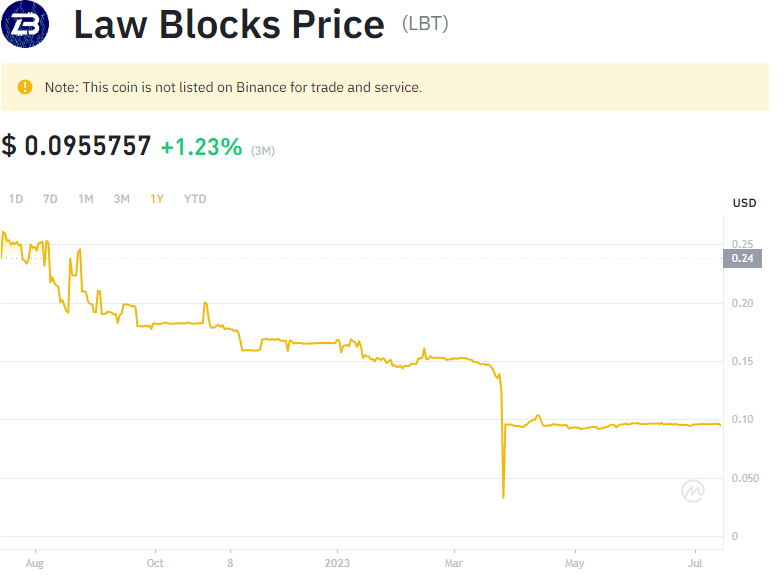 Law Blocks Price (LBT)
Note: This coin is not listed on Binance for trade and service.
$ 0.0955757 +1.23% (3M)
1D 7D 1M 3M 1Y YTD
USD
0.25
0.24
0.20
0.15
0.10
0.050
0
Aug Oct 8 2023 Mar May Jul